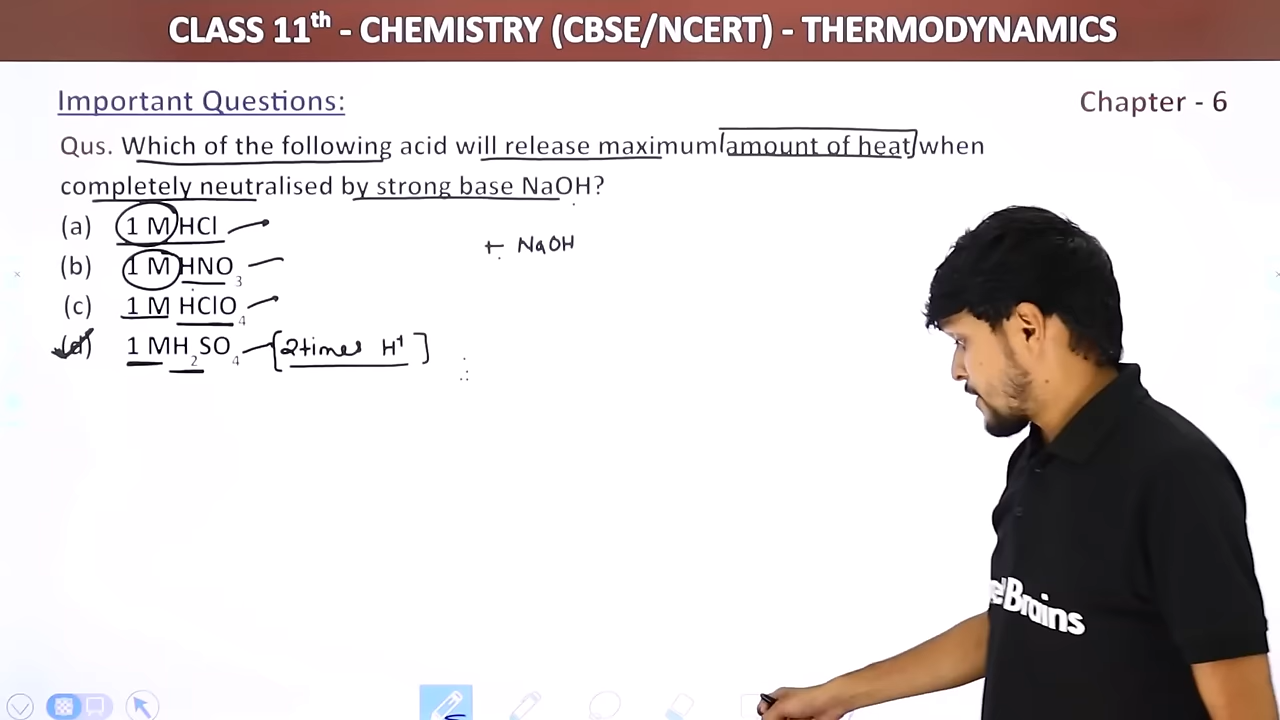 CLASS 11th - CHEMISTRY (CBSE/NCERT) - THERMODYNAMICS
Important Questions:
Chapter - 6
Qus. Which of the following acid will release maximum amount of heat when
completely neutralised by strong base NaOH?
(a) 1 M HCl
+ NaOH
(b) 1 M HNO3
(c) 1 M HClO4
(d) 1 M H2SO4 [2 times H+]
Brains